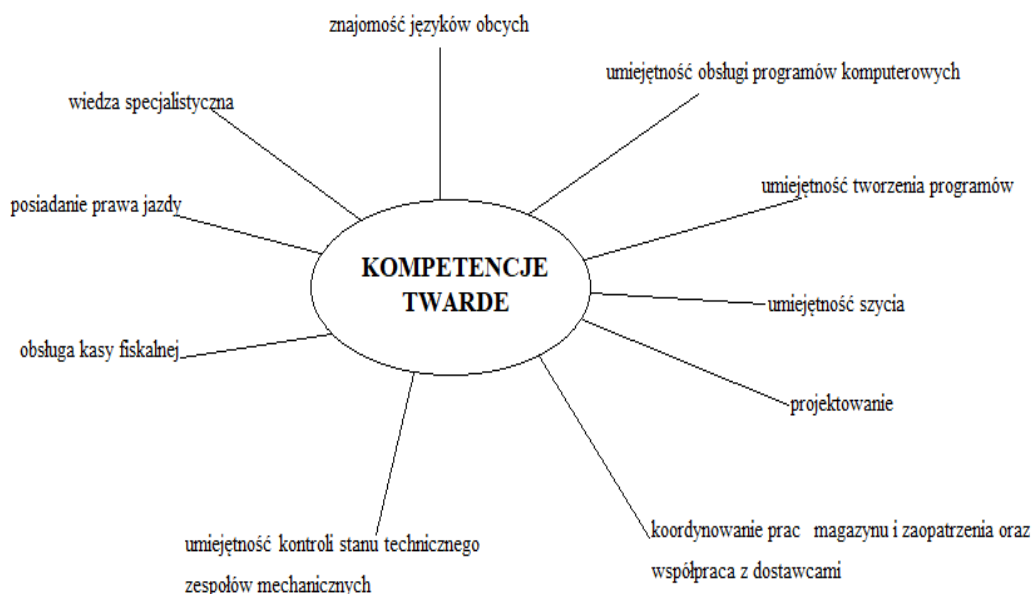 znajomość języków obcych
umiejętność obsługi programów komputerowych
wiedza specjalistyczna
umiejętność tworzenia programów
posiadanie prawa jazdy
KOMPETENCJE
TWARDE
umiejętność szycia
obsługa kasy fiskalnej
projektowanie
koordynowanie prac magazynu i zaopatrzenia oraz
współpraca z dostawcami
umiejętność kontroli stanu technicznego
zespołów mechanicznych